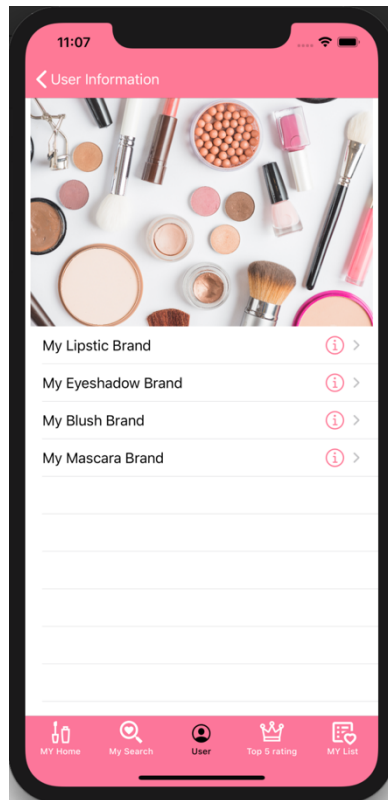 11:07
User Information
My Lipstic Brand
My Eyeshadow Brand
My Blush Brand
My Mascara Brand
MY Home
My Search
User
Top 5 rating
MY List